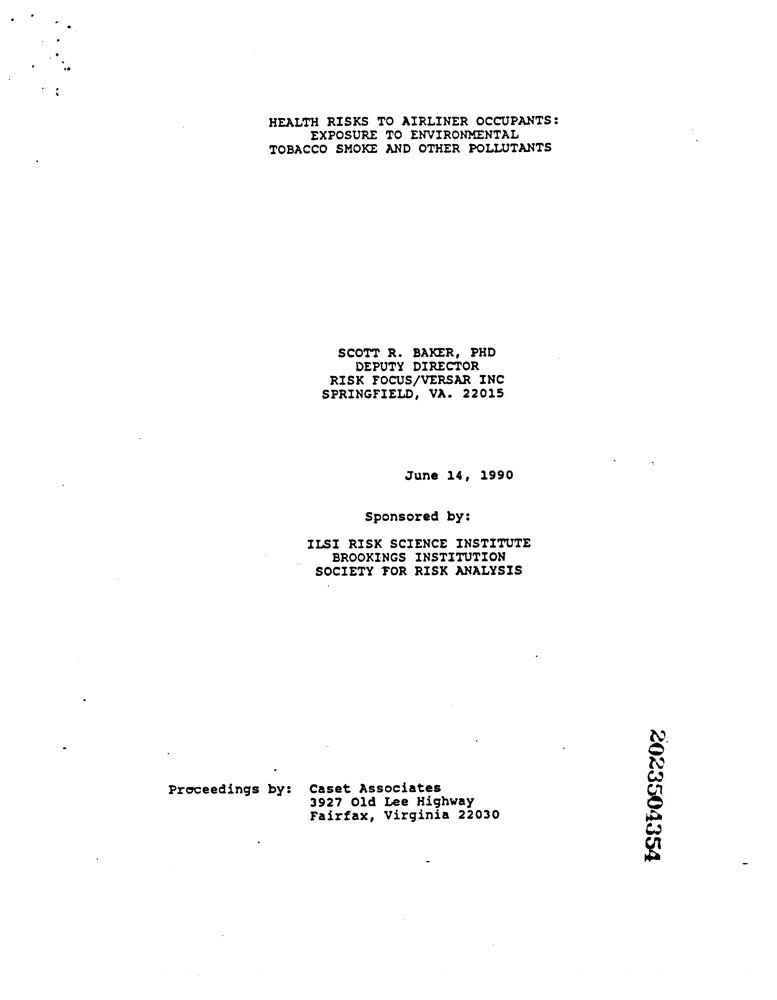 HEALTH RISKS TO AIRLINER OCCUPANTS:
EXPOSURE TO ENVIRONMENTAL
TOBACCO SMOKE AND OTHER POLLUTANTS
SCOTT R. BAKER, PHD
DEPUTY DIRECTOR
RISK FOCUS/VERSAR INC
SPRINGFIELD, VA. 22015
June 14, 1990
Sponsored by:
ILSI RISK SCIENCE INSTITUTE
BROOKINGS INSTITUTION
SOCIETY FOR RISK ANALYSIS
Proceedings by: Caset Associates
3927 Old Lee Highway
Fairfax, Virginia 22030
2023504354